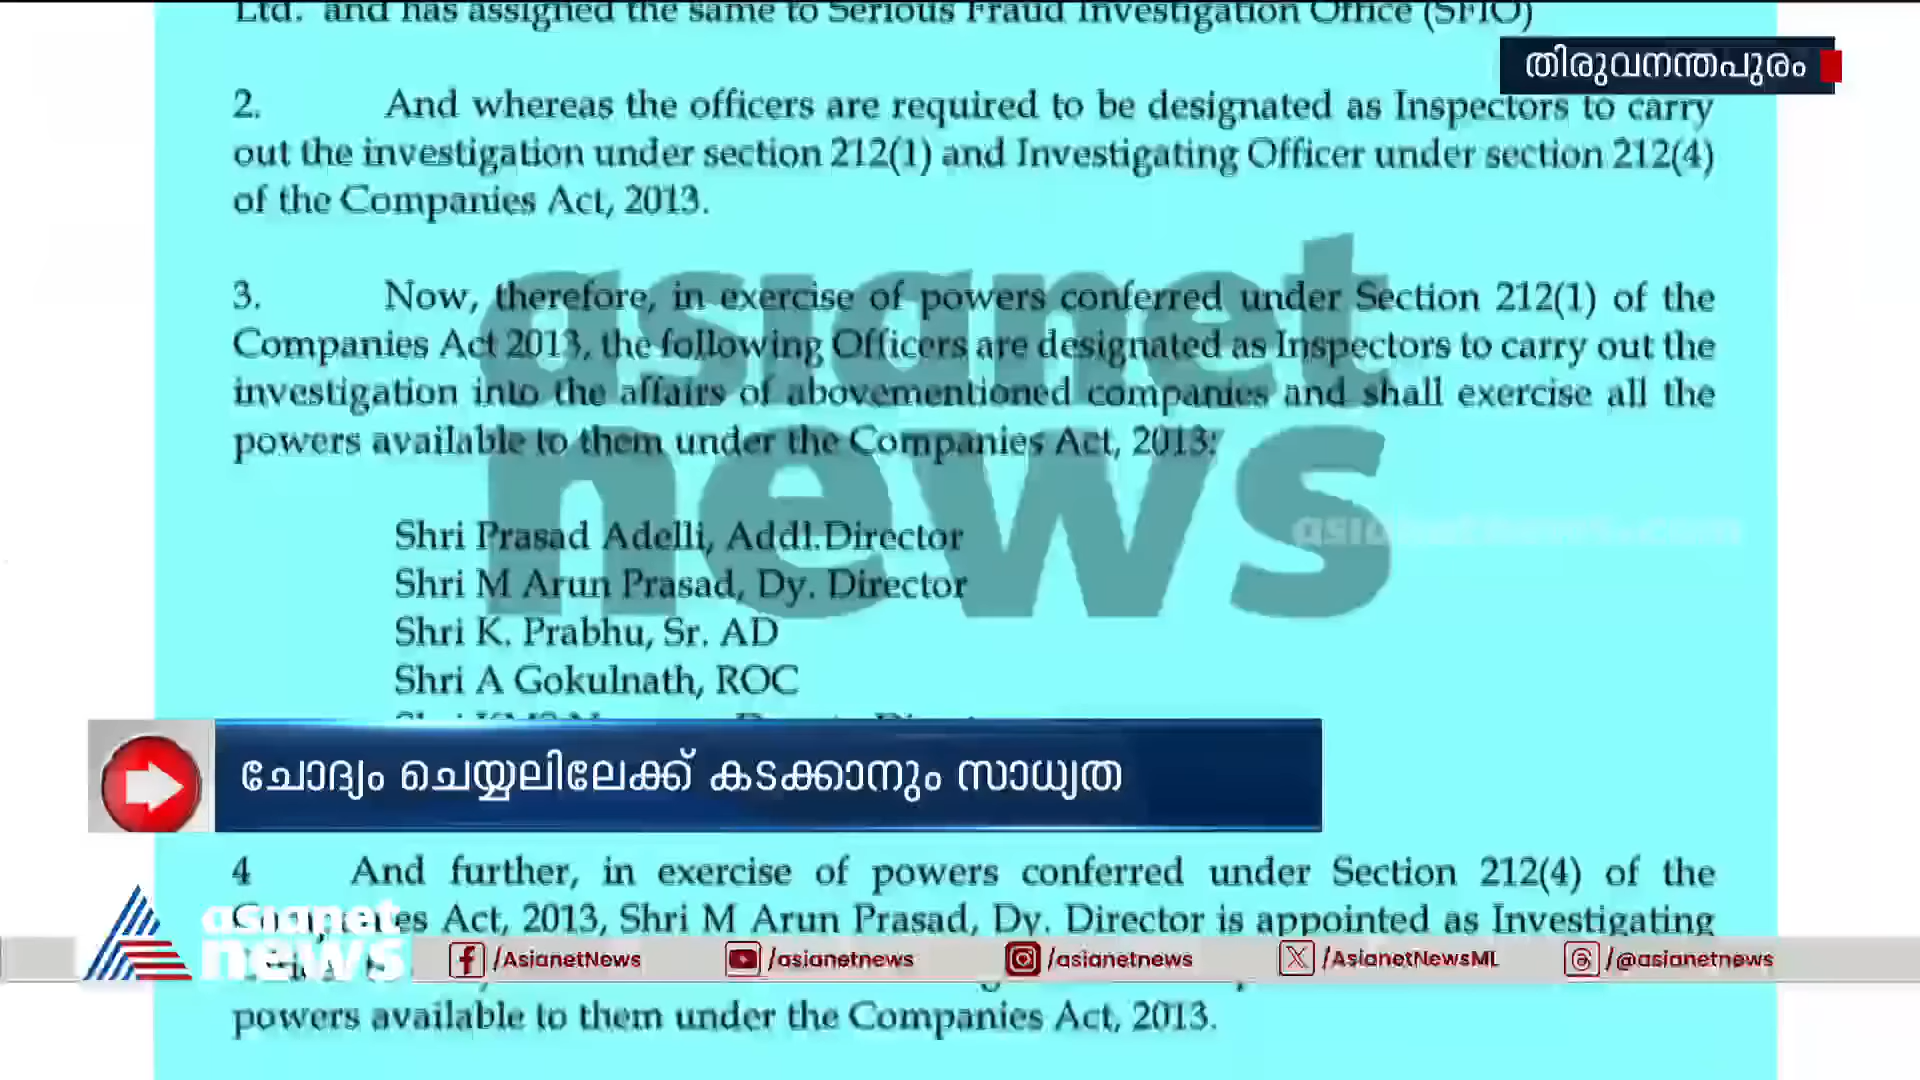 Ltd. and has assigned the same to Serious Fraud Investigation Office (SFIO)
തിരുവനന്തപുരം
2. And whereas the officers are required to be designated as Inspectors to carry
out the investigation under section 212(1) and Investigating Officer under section 212(4)
of the Companies Act, 2013.
3. Now, therefore, in exercise of powers conferred under Section 212(1) of the
Companies Act 2013, the following Officers are designated as Inspectors to carry out the
investigation into the affairs of abovementioned companies and shall exercise all the
powers available to them under the Companies Act, 2013:
asianet
news
asianetnews.com
Shri Prasad Adelli, Addl.Director
Shri M Arun Prasad, Dy. Director
Shri K. Prabhu, Sr. AD
Shri A Gokulnath, ROC
ചോദ്യം ചെയ്യലിലേക്ക് കടക്കാനും സാധ്യത
4 And further, in exercise of powers conferred under Section 212(4) of the
Act, 2013, Shri M Arun Prasad, Dy. Director is appointed as Investigating
asianet
news
/AsianetNews
/asianetnews
/asianetnews
/AsianetNewsML
/@asianetnews
powers available to them under the Companies Act, 2013.